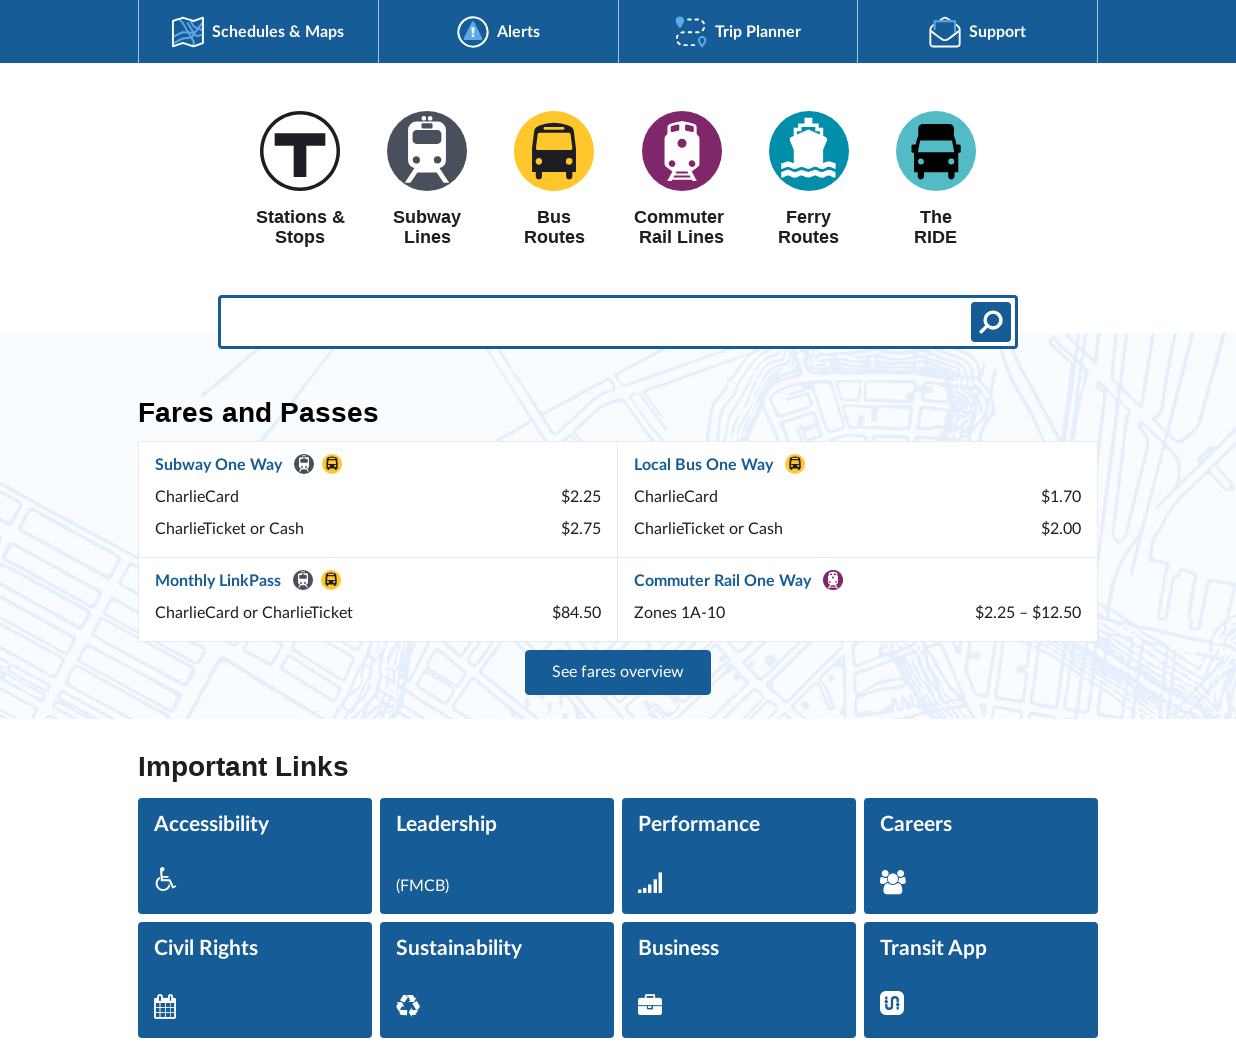 Schedules & Maps
Alerts
Trip Planner
Support
T
Stations &
Stops
Subway
Lines
Bus
Routes
Commuter
Rail Lines
Ferry
Routes
The
RIDE
Fares and Passes
Subway One Way
CharlieCard $2.25
CharlieTicket or Cash $2.75
Local Bus One Way
CharlieCard $1.70
CharlieTicket or Cash $2.00
Monthly LinkPass
CharlieCard or CharlieTicket $84.50
Commuter Rail One Way
Zones 1A-10 $2.25 – $12.50
See fares overview
Important Links
Accessibility
Leadership
(FMCB)
Performance
Careers
Civil Rights
Sustainability
Business
Transit App